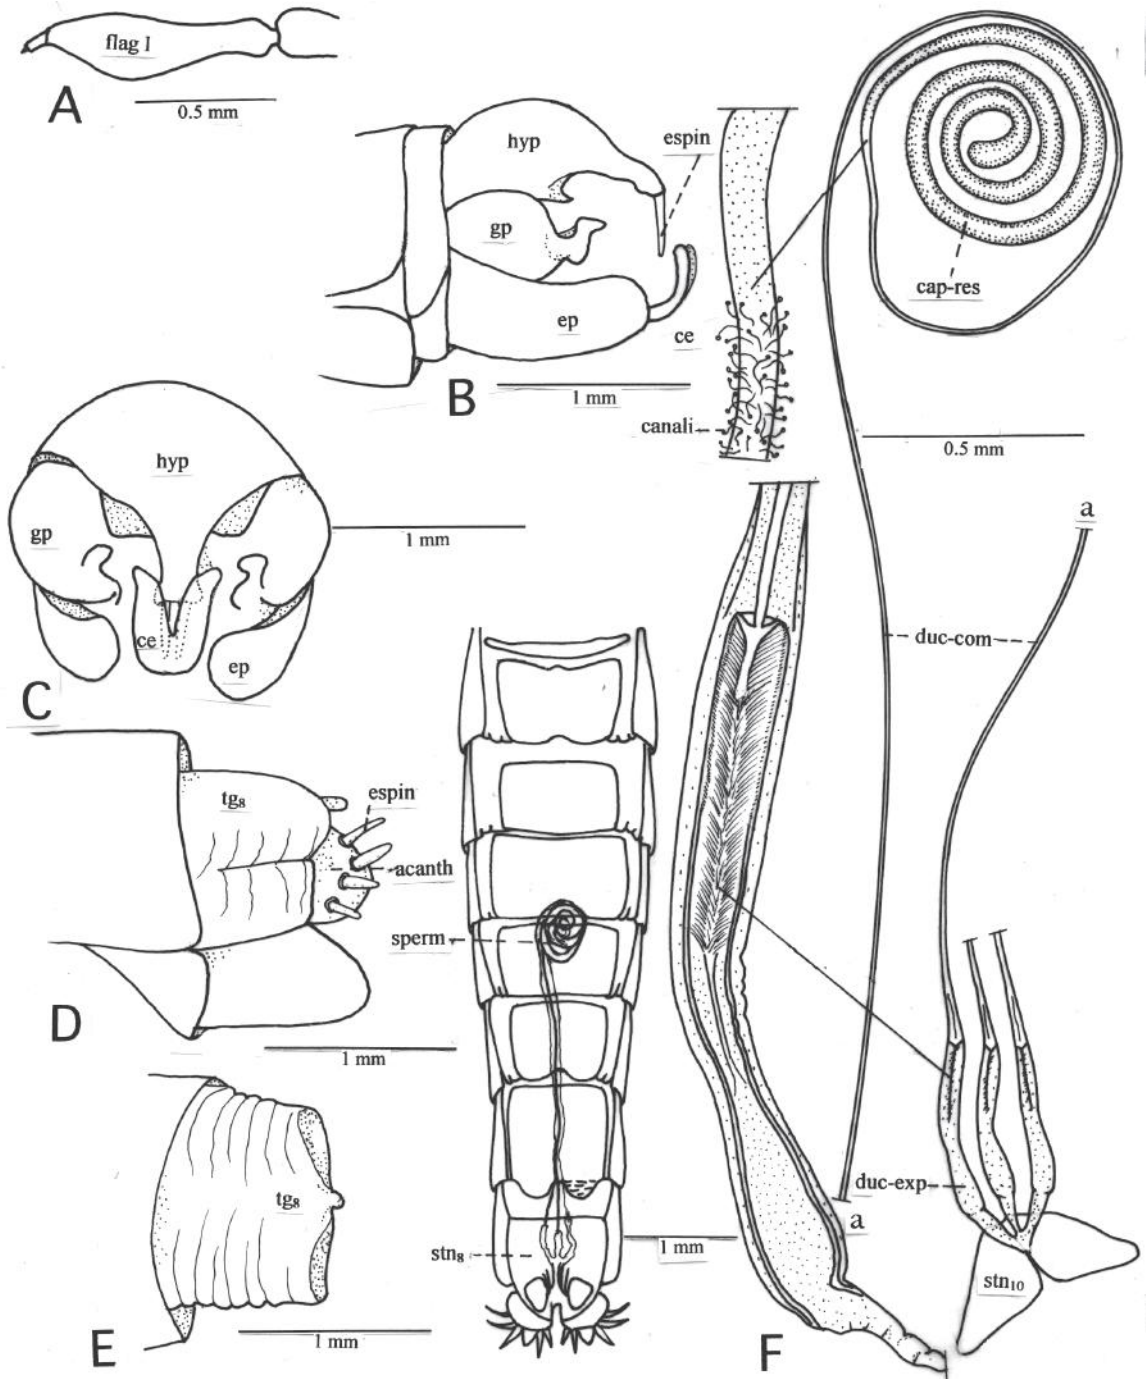 flag 1
A
0.5 mm
hyp
espin
gp
ep
ce
B
1 mm
canali
cap-res
0.5 mm
hyp
gp
ce
ep
1 mm
C
a
duc-com
tg8
espin
acanth
sperm
D
1 mm
tg8
E
1 mm
stn8
1 mm
duc-exp
a
stn10
F